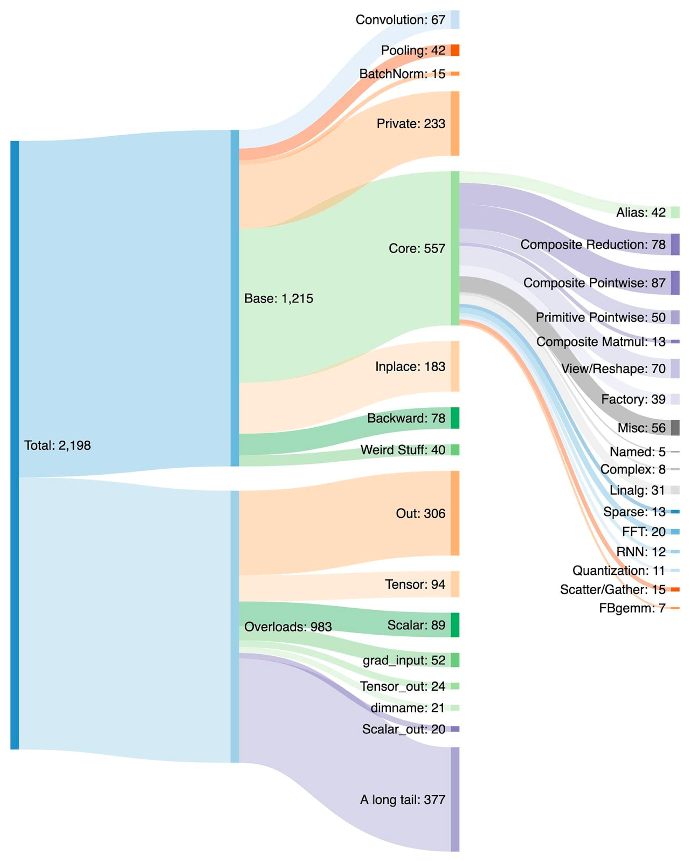 Convolution: 67
Pooling: 42
BatchNorm: 15
Private: 233
Core: 557
Alias: 42
Composite Reduction: 78
Composite Pointwise: 87
Base: 1,215
Primitive Pointwise: 50
Composite Matmul: 13
View/Reshape: 70
Inplace: 183
Factory: 39
Backward: 78
Misc: 56
Total: 2,198
Weird Stuff: 40
Named: 5
Complex: 8
Linalg: 31
Out: 306
Sparse: 13
FFT: 20
RNN: 12
Quantization: 11
Tensor: 94
Scatter/Gather: 15
FBgemm: 7
Overloads: 983
Scalar: 89
grad_input: 52
Tensor_out: 24
dimname: 21
Scalar_out: 20
A long tail: 377